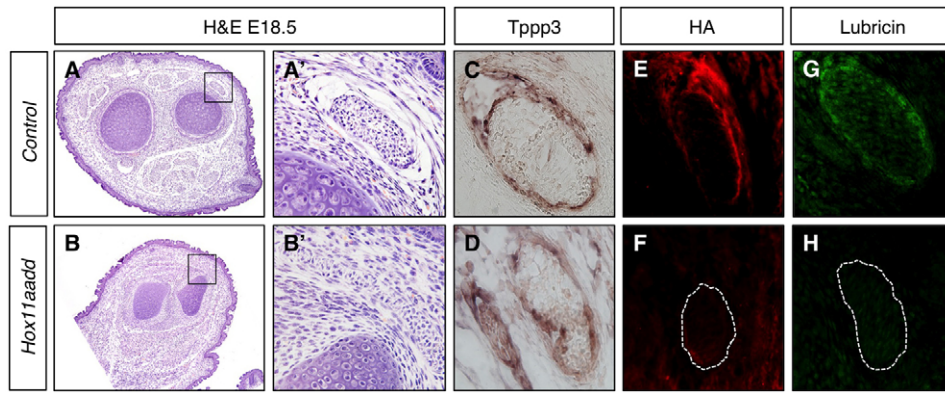 H&E E18.5
Tppp3
HA
Lubricin
Control
A
A'
C
E
G
Hox11aadd
B
B'
D
F
H